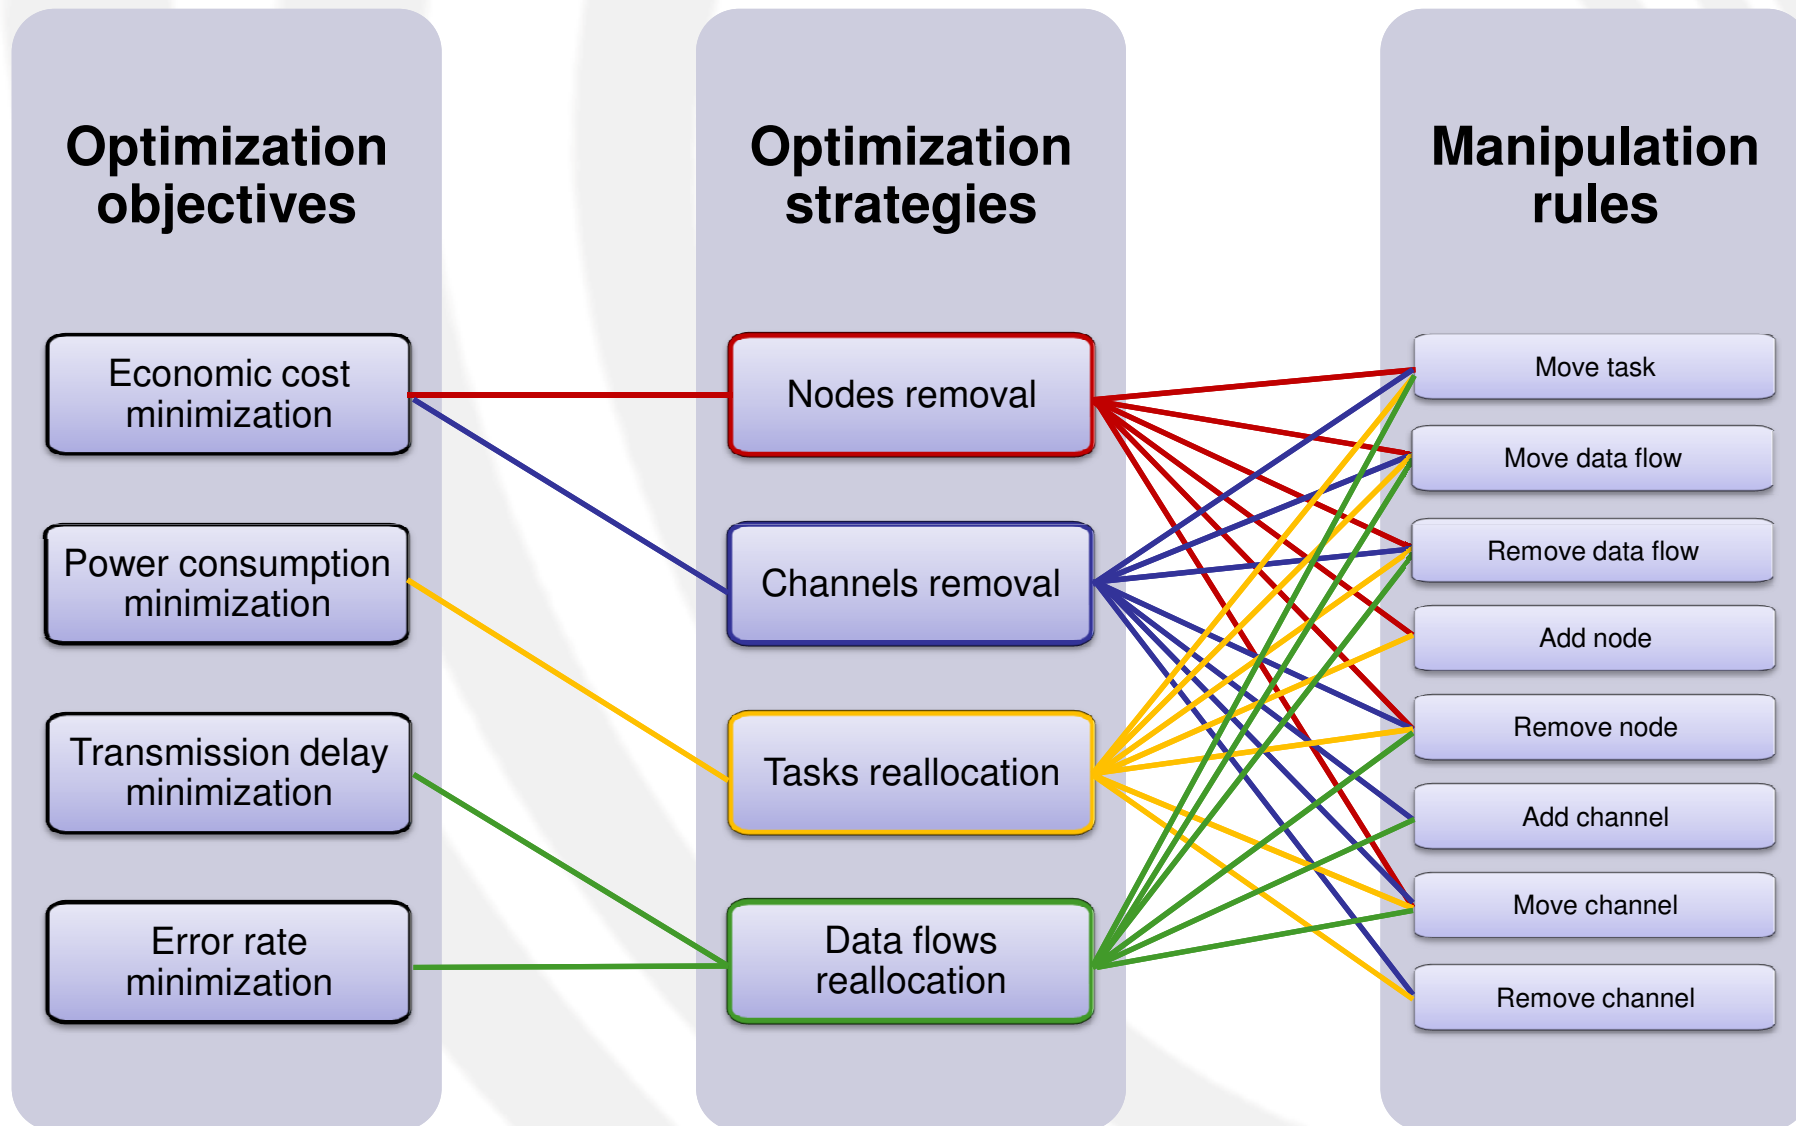 Optimization
objectives
Economic cost
minimization
Power consumption
minimization
Transmission delay
minimization
Error rate
minimization
Optimization
strategies
Nodes removal
Channels removal
Tasks reallocation
Data flows
reallocation
Manipulation
rules
Move task
Move data flow
Remove data flow
Add node
Remove node
Add channel
Move channel
Remove channel